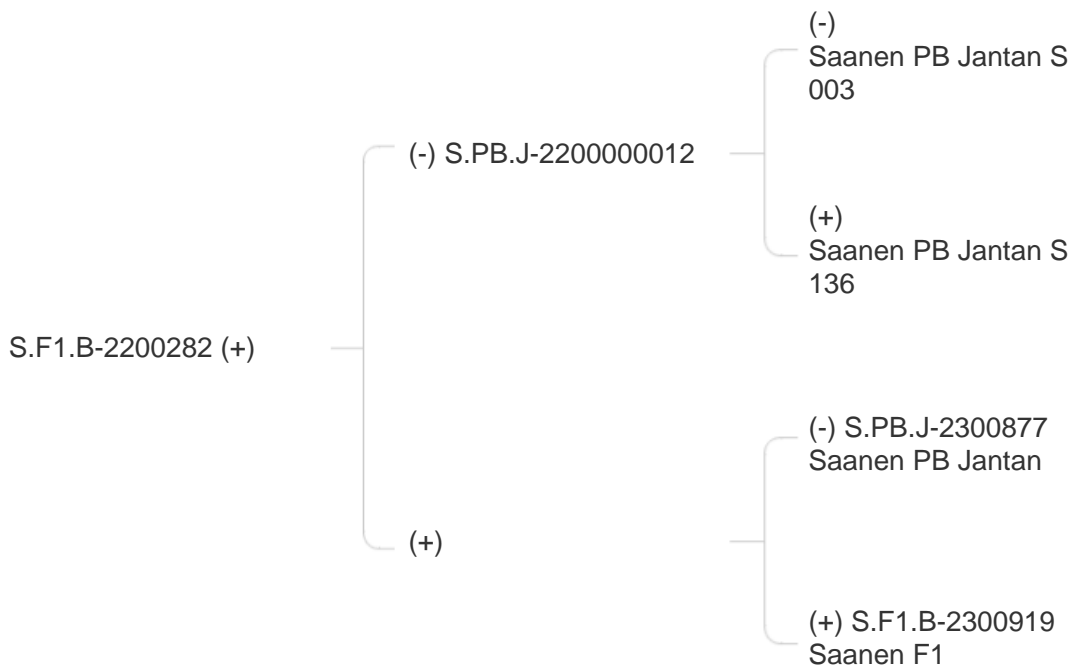 (-)
Saanen PB Jantan S
003
(-) S.PB.J-2200000012
(+)
Saanen PB Jantan S
136
S.F1.B-2200282 (+)
(-) S.PB.J-2300877
Saanen PB Jantan
(+)
(+) S.F1.B-2300919
Saanen F1